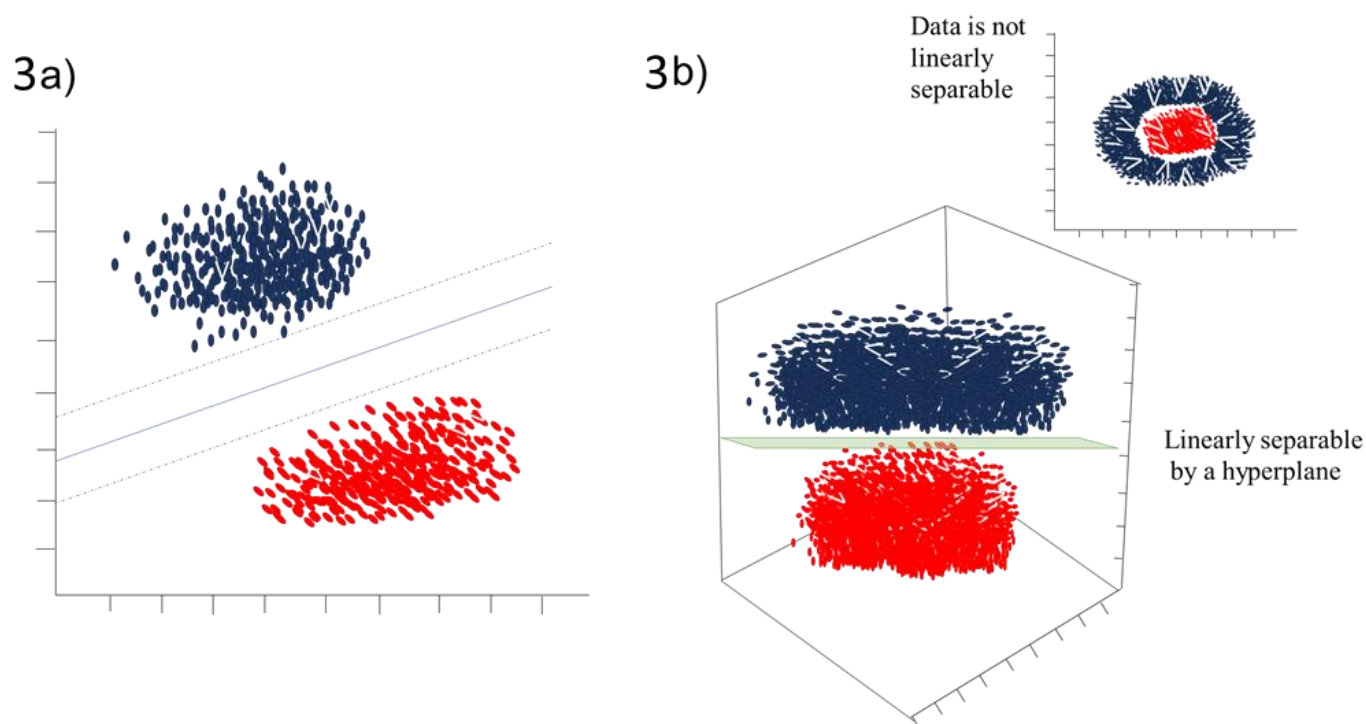 3a)
3b)
Data is not
linearly
separable
Linearly separable
by a hyperplane